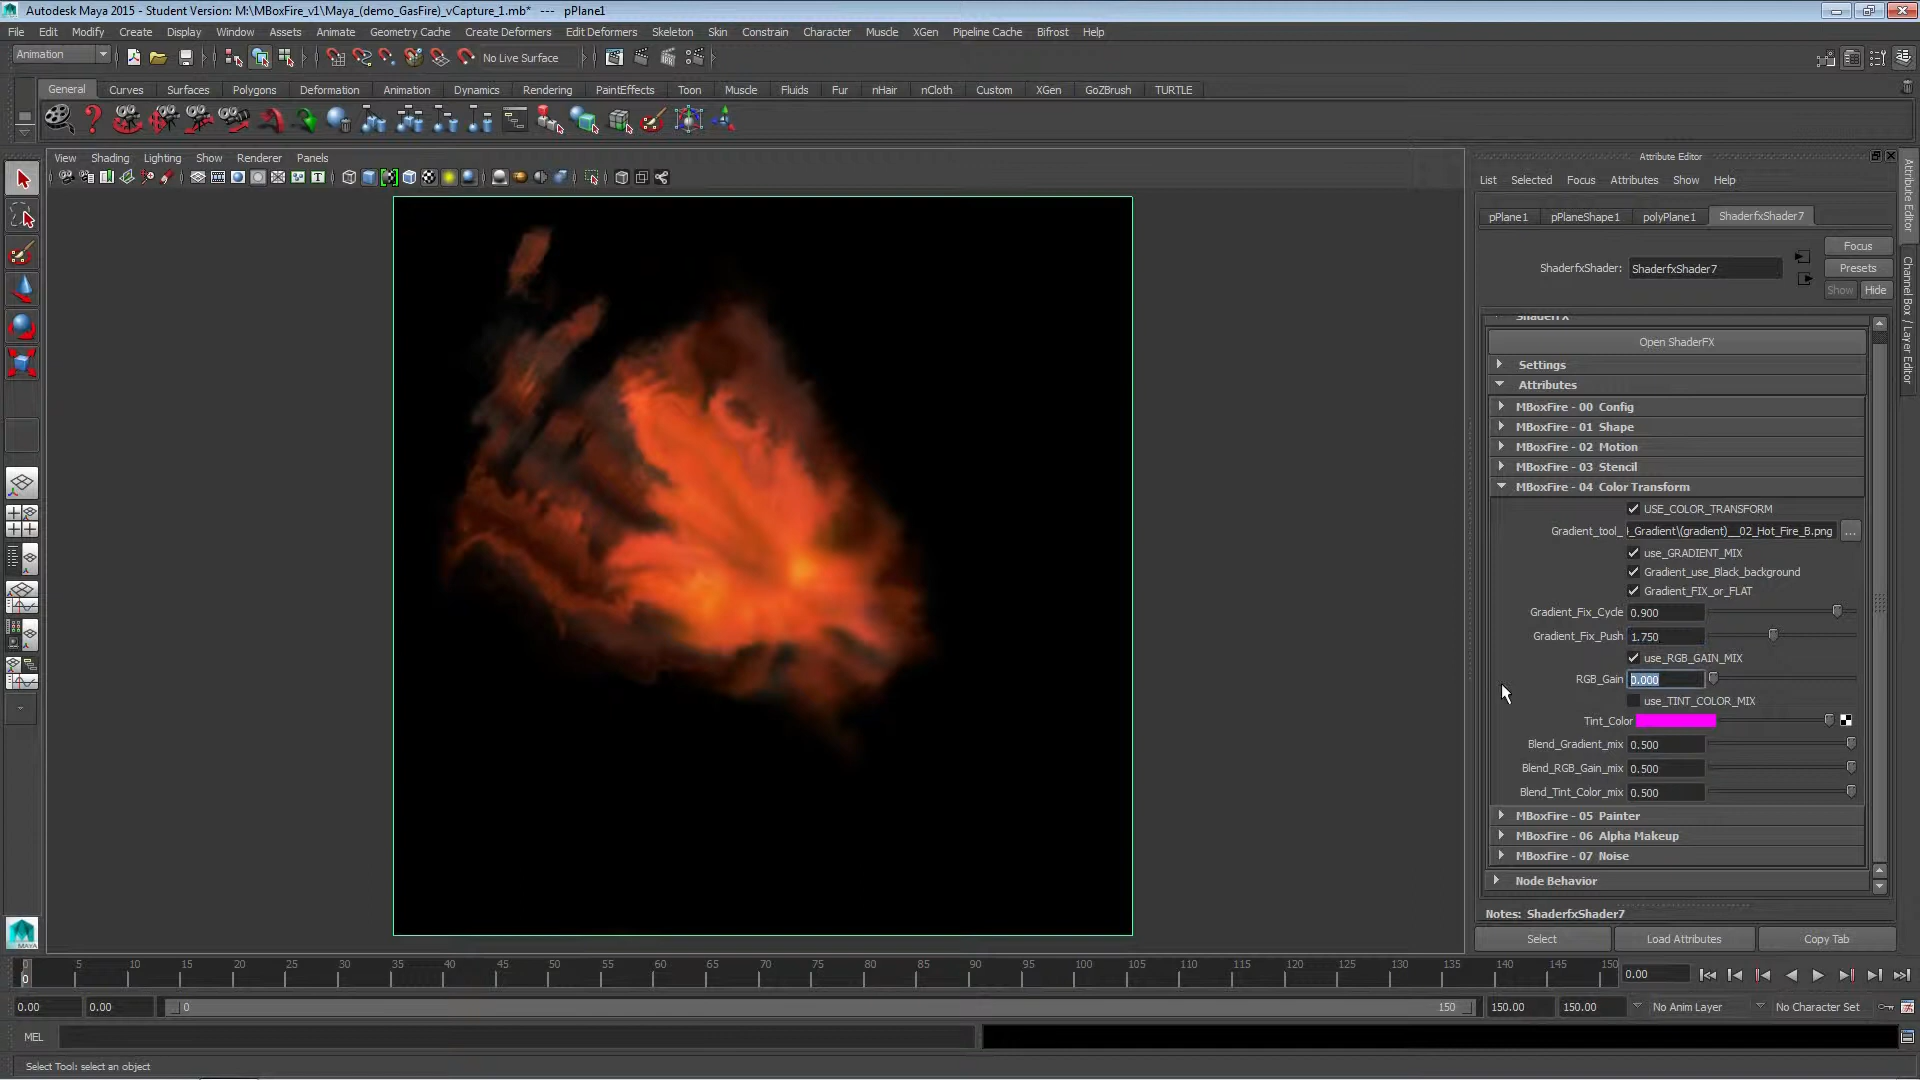 Autodesk Maya 2015 - Student Version: M:\MBoxFire_v1\Maya_(demo_GasFire)_vCapture_1.mb* --- pPlane1
File Edit Modify Create Display Window Assets Animate Geometry Cache Create Deformers Edit Deformers Skeleton Skin Constrain Character Muscle XGen Pipeline Cache Bifrost Help
Animation No Live Surface
General Curves Surfaces Polygons Deformation Animation Dynamics Rendering PaintEffects Toon Muscle Fluids Fur nHair nCloth Custom XGen GoZBrush TURTLE
View Shading Lighting Show Renderer Panels
Attribute Editor
List Selected Focus Attributes Show Help
pPlane1 pPlaneShape1 polyPlane1 ShaderfxShader7
Focus
ShaderfxShader: ShaderfxShader7 Presets
Show Hide
ShaderFX
Open ShaderFX
Settings
Attributes
MBoxFire - 00 Config
MBoxFire - 01 Shape
MBoxFire - 02 Motion
MBoxFire - 03 Stencil
MBoxFire - 04 Color Transform
USE_COLOR_TRANSFORM
Gradient_tool_ _Gradient\(gradient)__02_Hot_Fire_B.png ...
use_GRADIENT_MIX
Gradient_use_Black_background
Gradient_FIX_or_FLAT
Gradient_Fix_Cycle 0.900
Gradient_Fix_Push 1.750
use_RGB_GAIN_MIX
RGB_Gain 0.000
use_TINT_COLOR_MIX
Tint_Color
Blend_Gradient_mix 0.500
Blend_RGB_Gain_mix 0.500
Blend_Tint_Color_mix 0.500
MBoxFire - 05 Painter
MBoxFire - 06 Alpha Makeup
MBoxFire - 07 Noise
Node Behavior
Notes: ShaderfxShader7
Select Load Attributes Copy Tab
Attribute Editor
Channel Box / Layer Editor
MAYA
5 10 15 20 25 30 35 40 45 50 55 60 65 70 75 80 85 90 95 100 105 110 115 120 125 130 135 140 145 150
0 0.00
0.00 0.00 0 150 150.00 150.00 No Anim Layer No Character Set
MEL
Select Tool: select an object